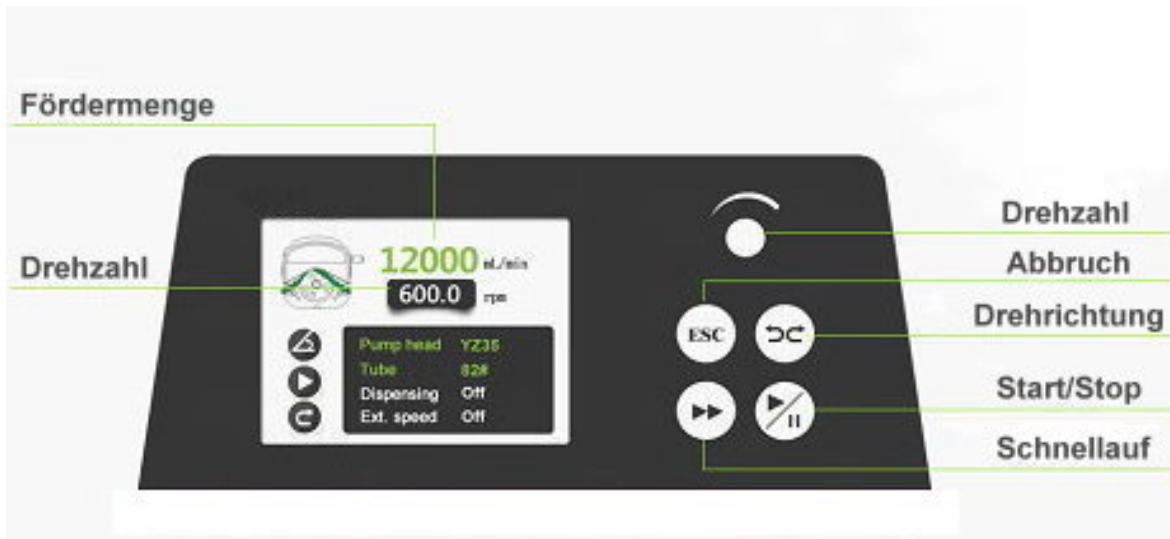 Fördermenge
Drehzahl
12000 mL/min
600.0 rpm
Pump head YZ35
Tube 82#
Dispensing Off
Ext. speed Off
ESC
Drehzahl
Abbruch
Drehrichtung
Start/Stop
Schnellauf